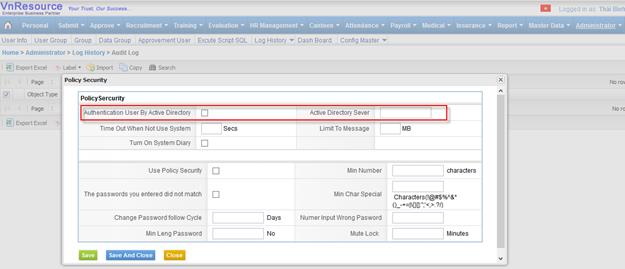 VnResource
Your Trust, Our Success...
Enterprise Business Partner
Logged in as: Thái Biên
Personal Submit Approve Recruitment Training Evaluation HR Management Canteen Attendance Payroll Medical Insurance Report Master Data Administrator
User Info User Group Group Data Group Approvement User Excute Script SQL Log History Dash Board Config Master
Home > Administrator > Log History > Audit Log
Export Excel Label Import Copy Search
Page
No row
Object Type
Page
No row
Export Excel
Policy Security
PolicySercurity
Authentication User By Active Directory
Active Directory Sever
Time Out When Not Use System Secs
Limit To Message MB
Turn On System Diary
Use Policy Security
Min Number characters
The passwords you entered did not match
Min Char Special
Characters(!@#$%^&*
Change Password follow Cycle Days
Numer Input Wrong Pasword
Min Leng Password No
Mute Lock Minutes
Save Save And Close Close